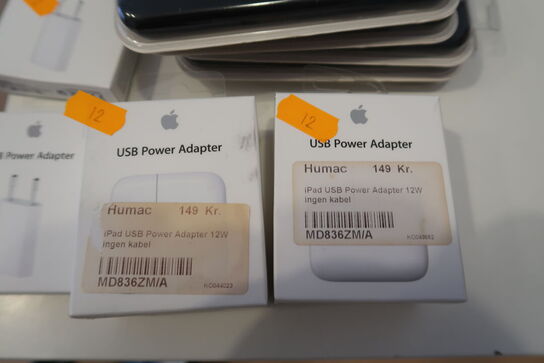 12
USB Power Adapter
Humac 149 Kr.
iPad USB Power Adapter 12W
ingen kabel
MD836ZM/A
KO044023
12
USB Power Adapter
Humac 149 Kr.
iPad USB Power Adapter 12W
ingen kabel
MD836ZM/A
Power Adapter